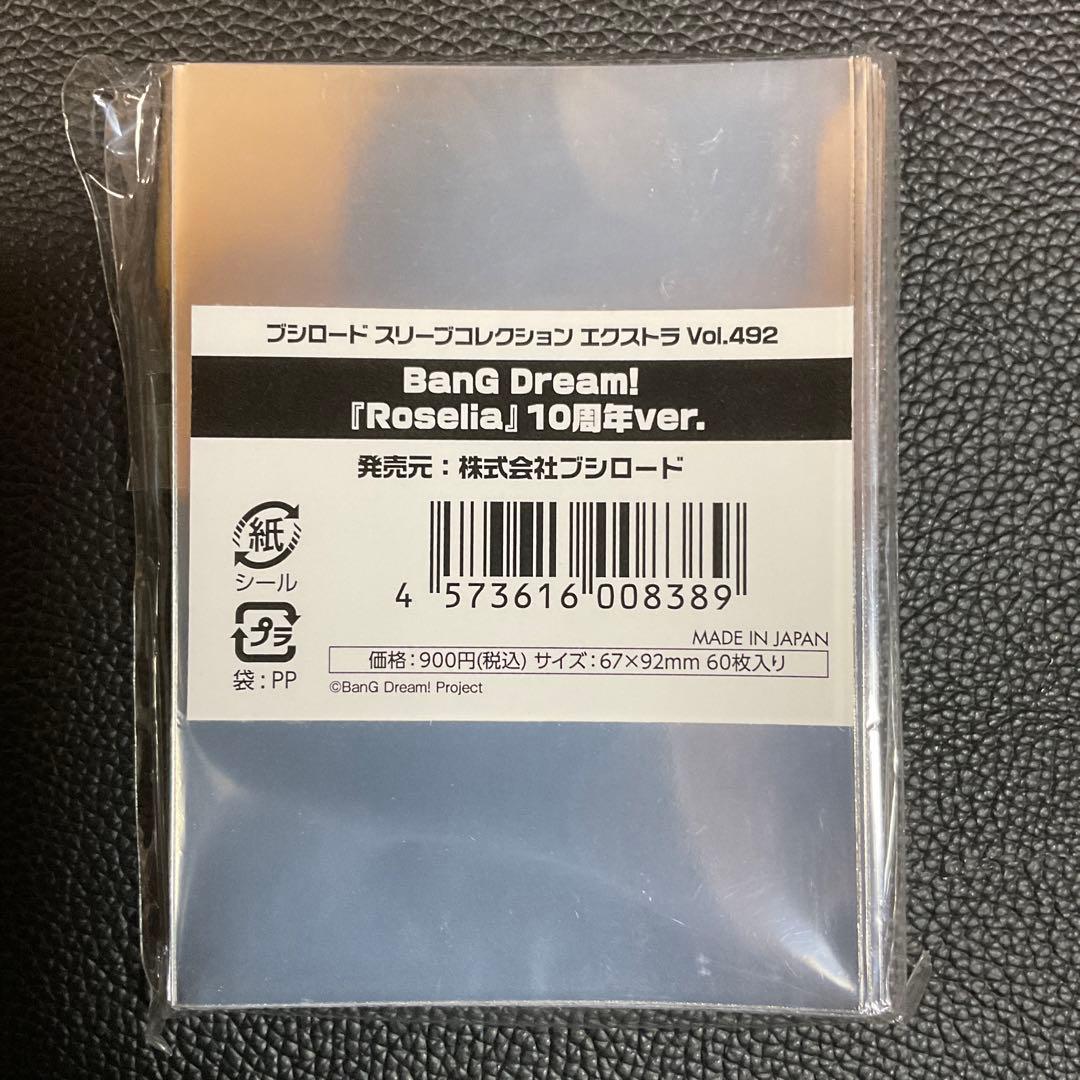 ブシロード スリーブコレクション エクストラ Vol.492
BanG Dream!
『Roselia』10周年ver.
発売元：株式会社ブシロード
紙
シール
プラ
袋：PP
4 573616 008389
MADE IN JAPAN
価格：900円(税込) サイズ：67×92mm 60枚入り
©BanG Dream! Project